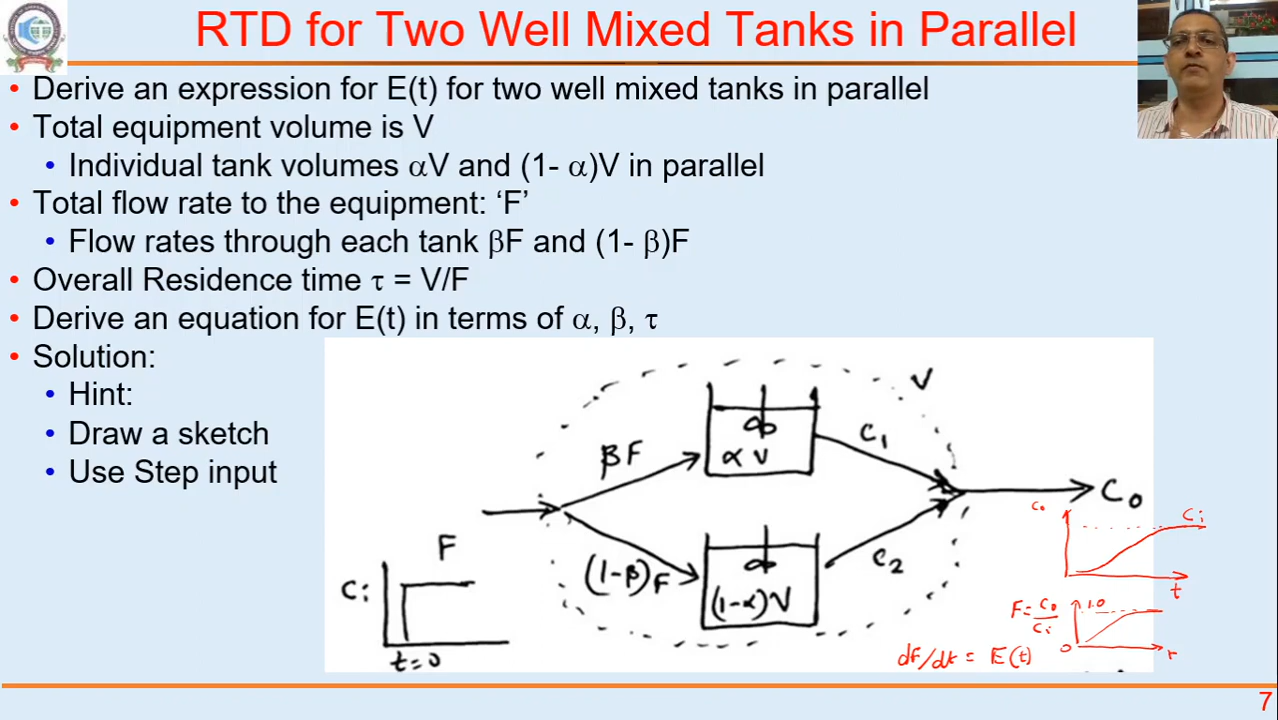 RTD for Two Well Mixed Tanks in Parallel
• Derive an expression for E(t) for two well mixed tanks in parallel
• Total equipment volume is V
• Individual tank volumes αV and (1- α)V in parallel
• Total flow rate to the equipment: ‘F’
• Flow rates through each tank βF and (1- β)F
• Overall Residence time τ = V/F
• Derive an equation for E(t) in terms of α, β, τ
• Solution:
• Hint:
• Draw a sketch
• Use Step input
V
βF
αV
C1
F
(1-β)F
(1-α)V
C2
C0
Ci
t=0
C0
Ci
t
F = C0/Ci
1.0
0
dF/dt = E(t)
7